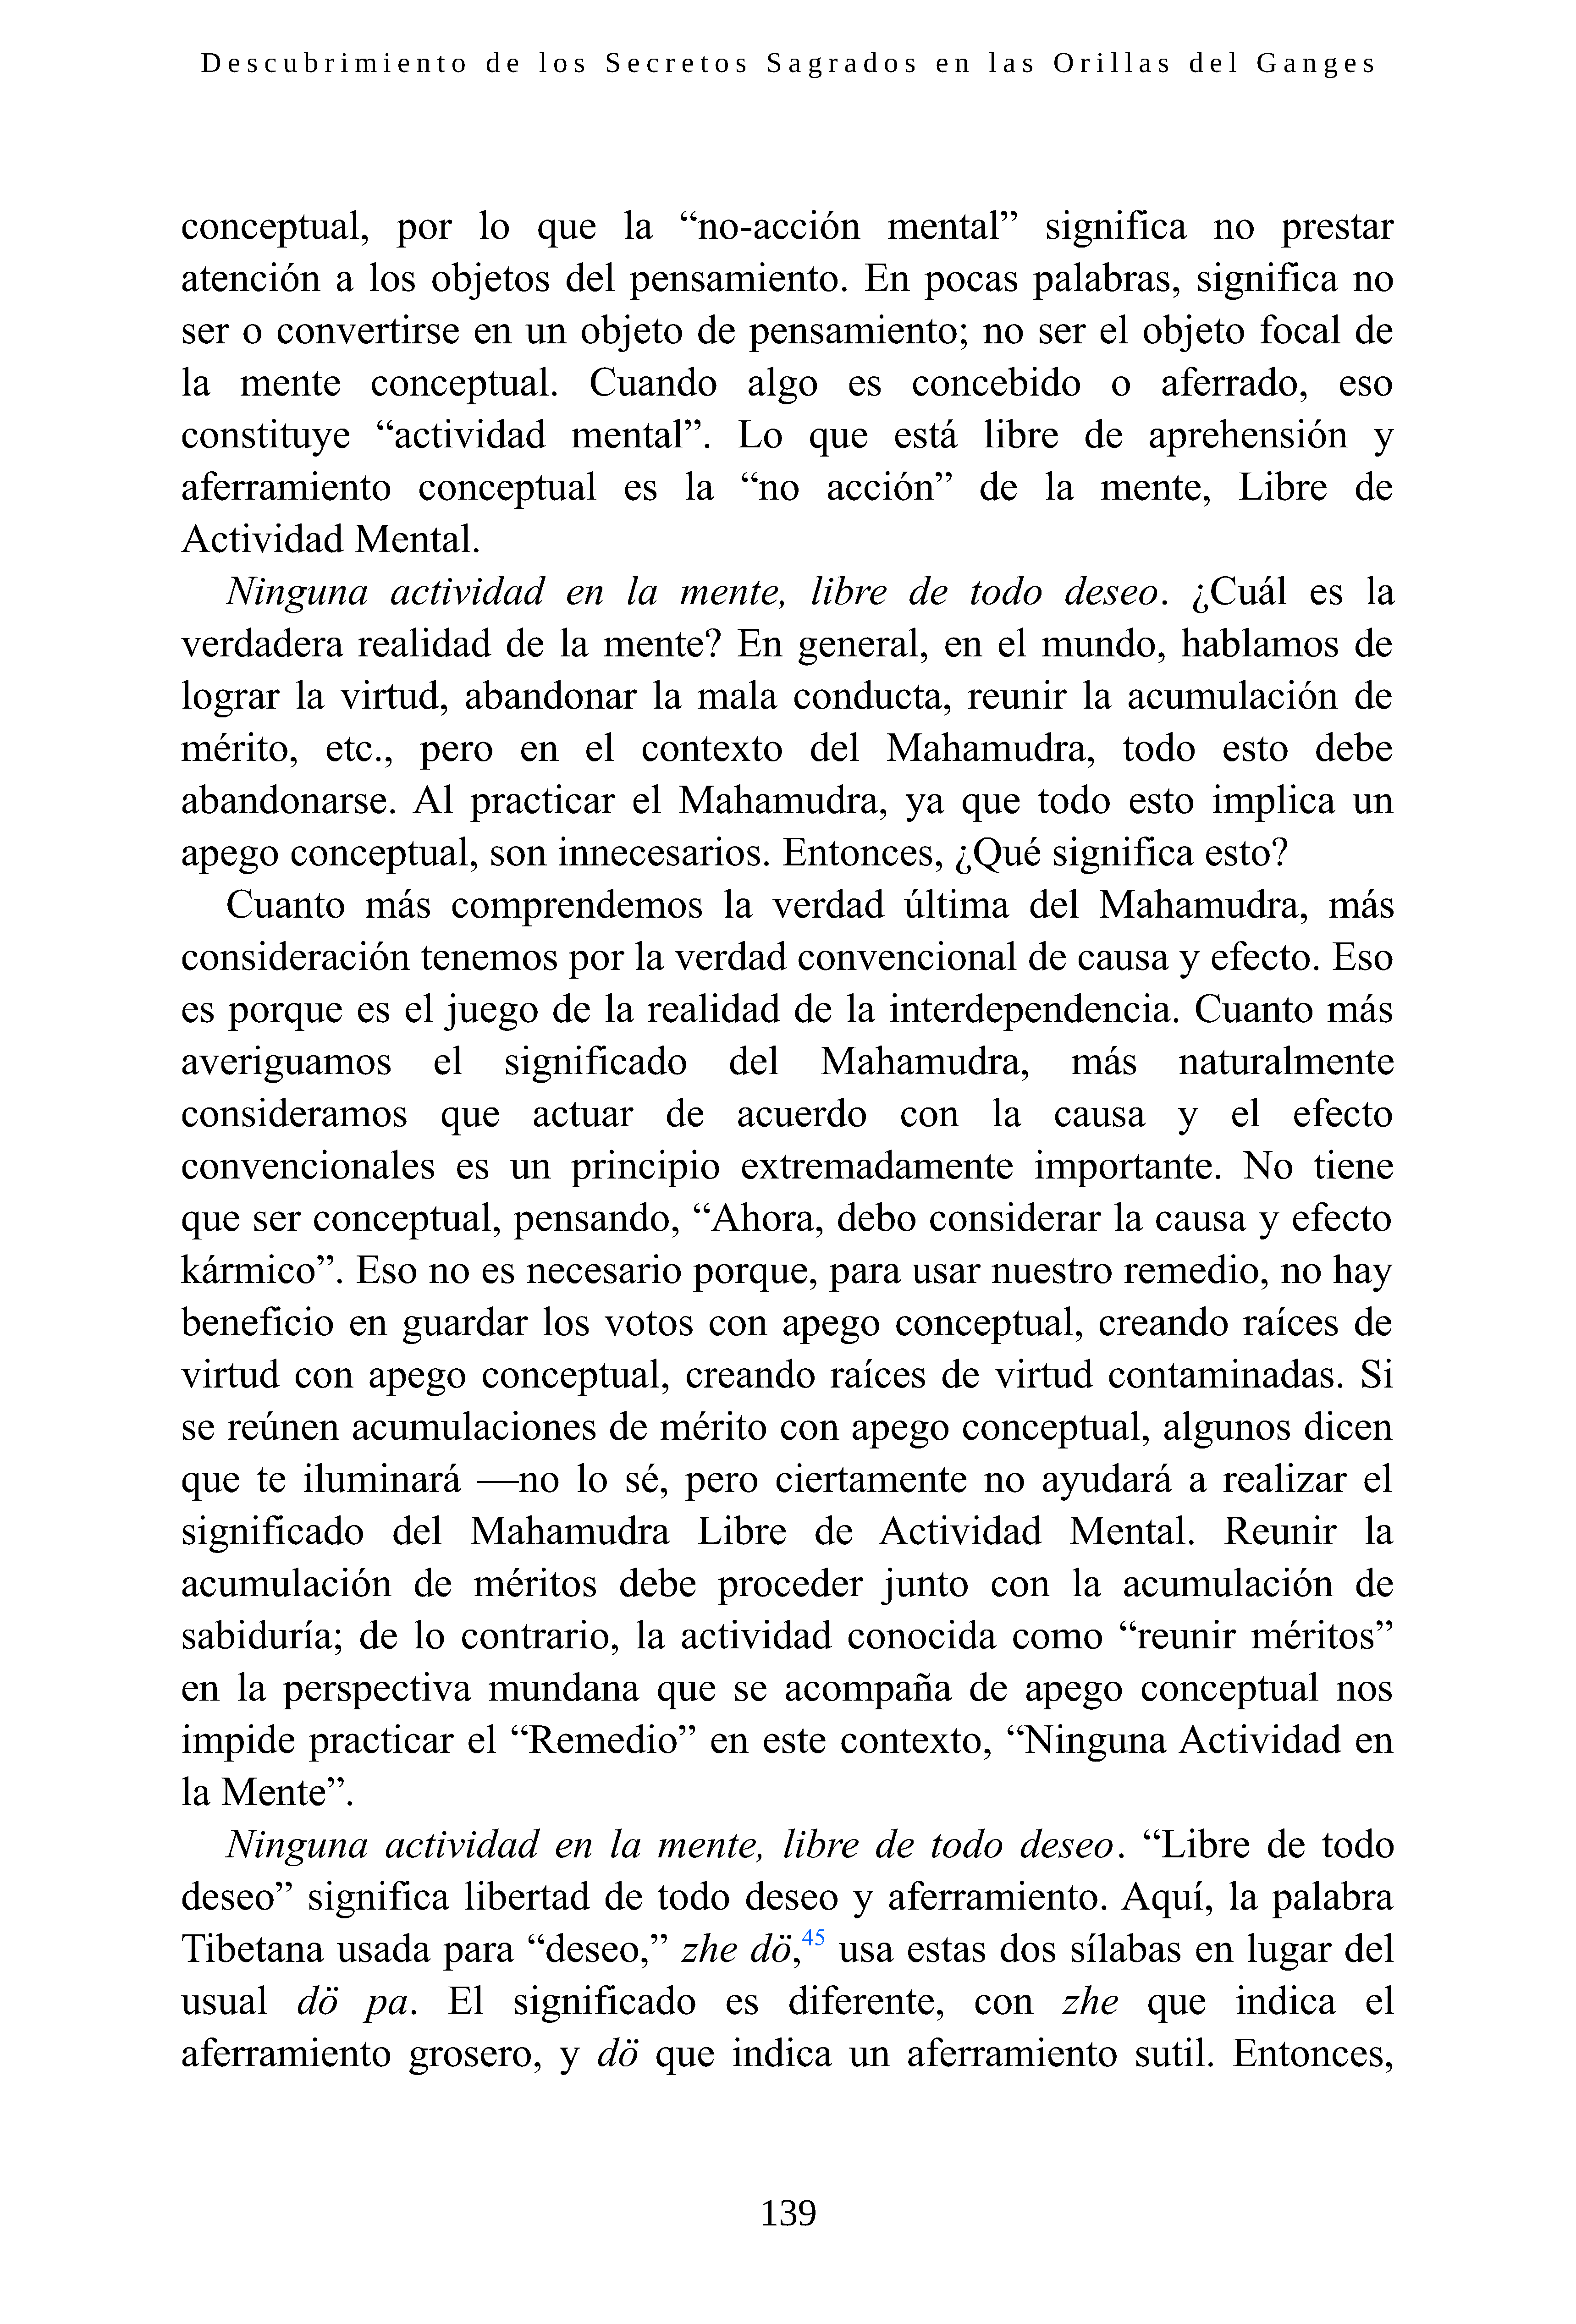 Descubrimiento de los Secretos Sagrados en las Orillas del Ganges
conceptual, por lo que la “no-acción mental” significa no prestar
atención a los objetos del pensamiento. En pocas palabras, significa no
ser o convertirse en un objeto de pensamiento; no ser el objeto focal de
la mente conceptual. Cuando algo es concebido o aferrado, eso
constituye “actividad mental”. Lo que está libre de aprehensión y
aferramiento conceptual es la “no acción” de la mente, Libre de
Actividad Mental.
Ninguna actividad en la mente, libre de todo deseo. ¿Cuál es la
verdadera realidad de la mente? En general, en el mundo, hablamos de
lograr la virtud, abandonar la mala conducta, reunir la acumulación de
mérito, etc., pero en el contexto del Mahamudra, todo esto debe
abandonarse. Al practicar el Mahamudra, ya que todo esto implica un
apego conceptual, son innecesarios. Entonces, ¿Qué significa esto?
Cuanto más comprendemos la verdad última del Mahamudra, más
consideración tenemos por la verdad convencional de causa y efecto. Eso
es porque es el juego de la realidad de la interdependencia. Cuanto más
averiguamos el significado del Mahamudra, más naturalmente
consideramos que actuar de acuerdo con la causa y el efecto
convencionales es un principio extremadamente importante. No tiene
que ser conceptual, pensando, “Ahora, debo considerar la causa y efecto
kármico”. Eso no es necesario porque, para usar nuestro remedio, no hay
beneficio en guardar los votos con apego conceptual, creando raíces de
virtud con apego conceptual, creando raíces de virtud contaminadas. Si
se reúnen acumulaciones de mérito con apego conceptual, algunos dicen
que te iluminará —no lo sé, pero ciertamente no ayudará a realizar el
significado del Mahamudra Libre de Actividad Mental. Reunir la
acumulación de méritos debe proceder junto con la acumulación de
sabiduría; de lo contrario, la actividad conocida como “reunir méritos”
en la perspectiva mundana que se acompaña de apego conceptual nos
impide practicar el “Remedio” en este contexto, “Ninguna Actividad en
la Mente”.
Ninguna actividad en la mente, libre de todo deseo. “Libre de todo
deseo” significa libertad de todo deseo y aferramiento. Aquí, la palabra
Tibetana usada para “deseo,” zhe dö,45 usa estas dos sílabas en lugar del
usual dö pa. El significado es diferente, con zhe que indica el
aferramiento grosero, y dö que indica un aferramiento sutil. Entonces,
139